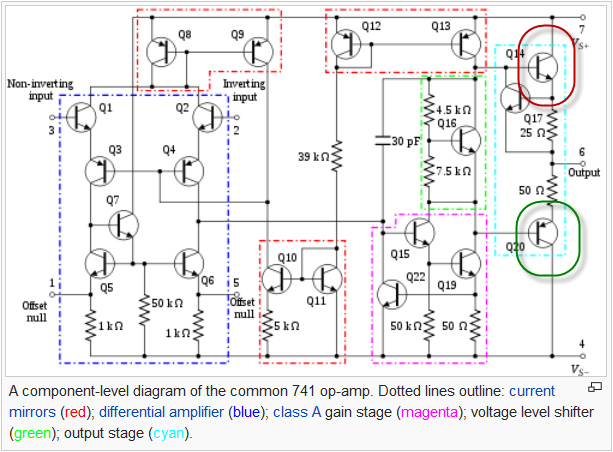 Q8
Q9
Q12
Q13
7
VS+
Q14
Non-inverting
input
Inverting
input
Q1
Q2
3
2
4.5 kΩ
Q16
Q17
25 Ω
30 pF
Q3
Q4
39 kΩ
7.5 kΩ
6
Output
50 Ω
Q7
Q15
Q20
Q10
Q22
Q19
1
Q5
Q6
5
Offset
null
Offset
null
Q11
50 kΩ
1 kΩ
1 kΩ
5 kΩ
50 kΩ
50 Ω
4
VS−
A component-level diagram of the common 741 op-amp. Dotted lines outline: current
mirrors (red); differential amplifier (blue); class A gain stage (magenta); voltage level shifter
(green); output stage (cyan).